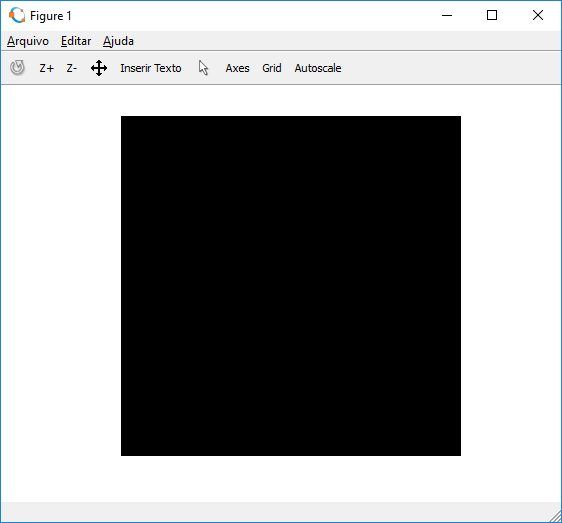 Figure 1
Arquivo Editar Ajuda
Z+ Z- Inserir Texto Axes Grid Autoscale